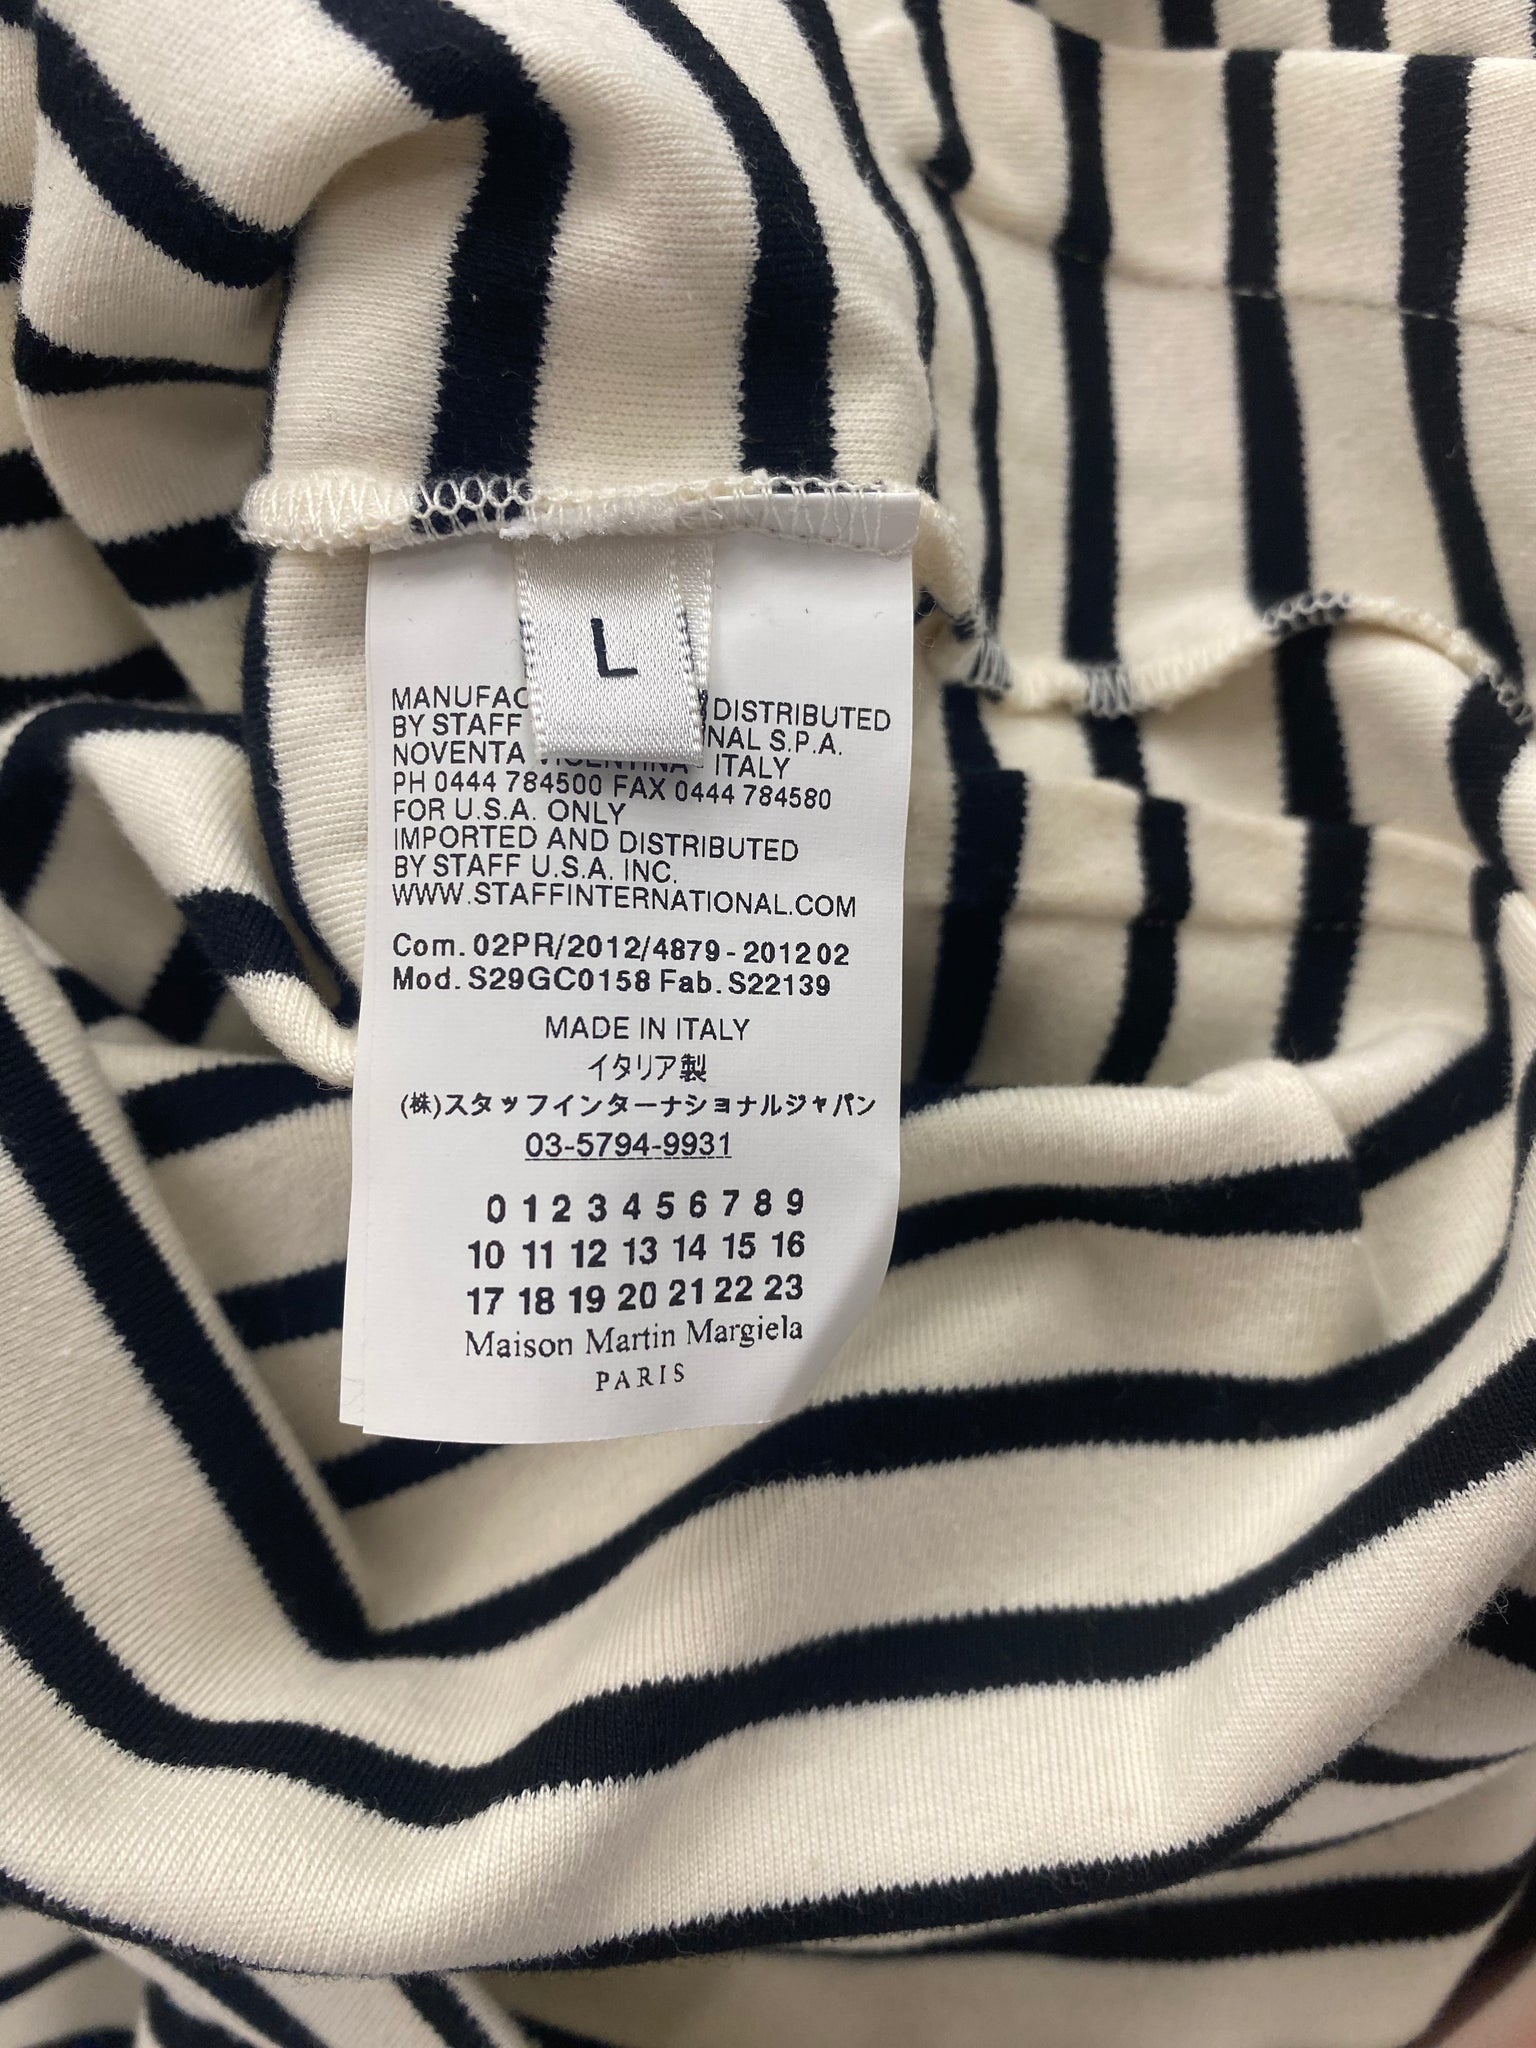 L
MANUFAC DISTRIBUTED
BY STAFF NAL S.P.A.
NOVENTA VICENTINA - ITALY
PH 0444 784500 FAX 0444 784580
FOR U.S.A. ONLY
IMPORTED AND DISTRIBUTED
BY STAFF U.S.A. INC.
WWW.STAFFINTERNATIONAL.COM
Com. 02PR/2012/4879 - 201202
Mod. S29GC0158 Fab. S22139
MADE IN ITALY
イタリア製
(株)スタッフインターナショナルジャパン
03-5794-9931
0 1 2 3 4 5 6 7 8 9
10 11 12 13 14 15 16
17 18 19 20 21 22 23
Maison Martin Margiela
PARIS